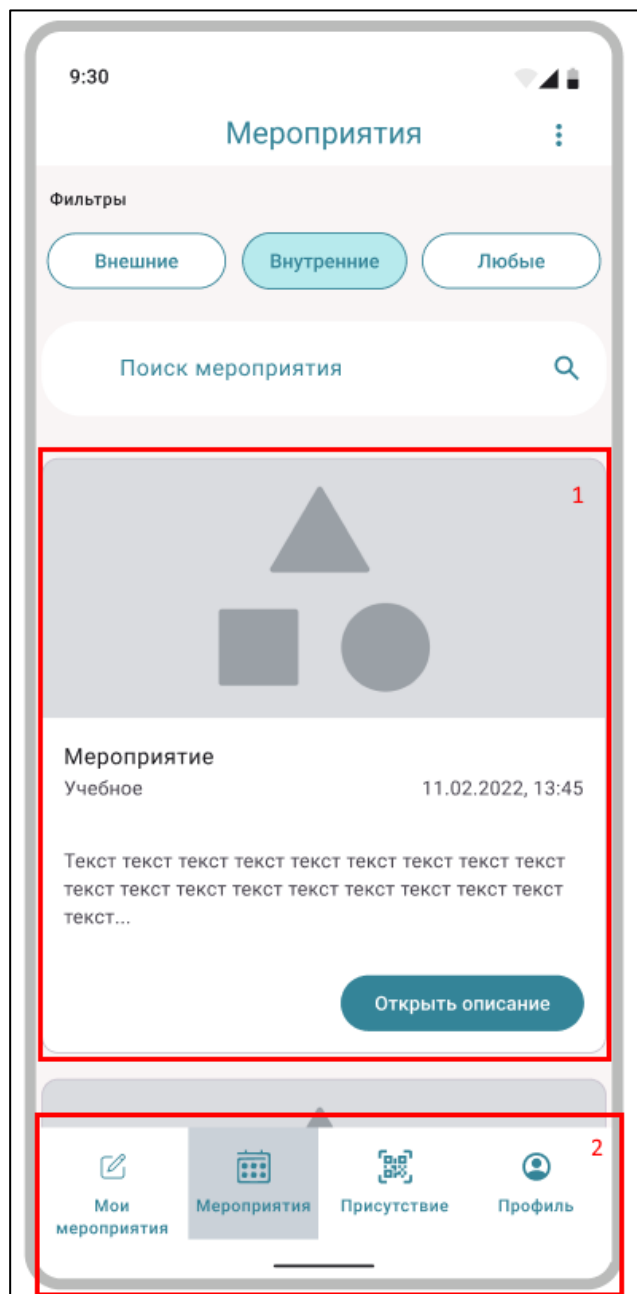 9:30
Мероприятия
Фильтры
Внешние Внутренние Любые
Поиск мероприятия
1
Мероприятие
Учебное 11.02.2022, 13:45
Текст текст текст текст текст текст текст текст текст
текст текст текст текст текст текст текст текст текст
текст...
Открыть описание
2
Мои
мероприятия
Мероприятия
Присутствие
Профиль